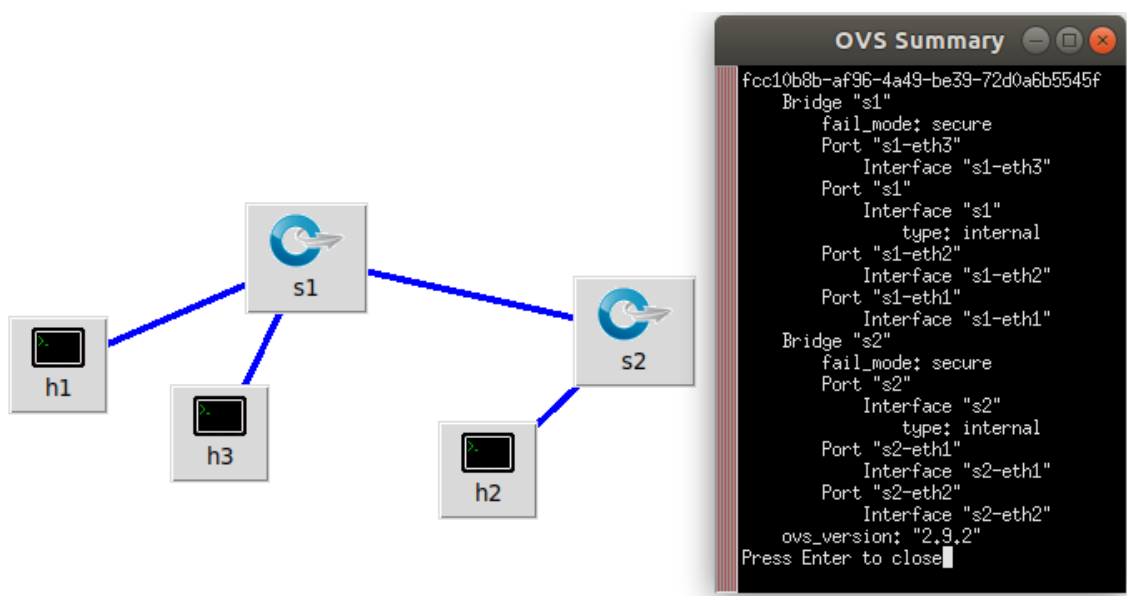 s1
s2
h1
h3
h2
OVS Summary
fcc10b8b-af96-4a49-be39-72d0a6b5545f
Bridge "s1"
fail_mode: secure
Port "s1-eth3"
Interface "s1-eth3"
Port "s1"
Interface "s1"
type: internal
Port "s1-eth2"
Interface "s1-eth2"
Port "s1-eth1"
Interface "s1-eth1"
Bridge "s2"
fail_mode: secure
Port "s2"
Interface "s2"
type: internal
Port "s2-eth1"
Interface "s2-eth1"
Port "s2-eth2"
Interface "s2-eth2"
ovs_version: "2.9.2"
Press Enter to close